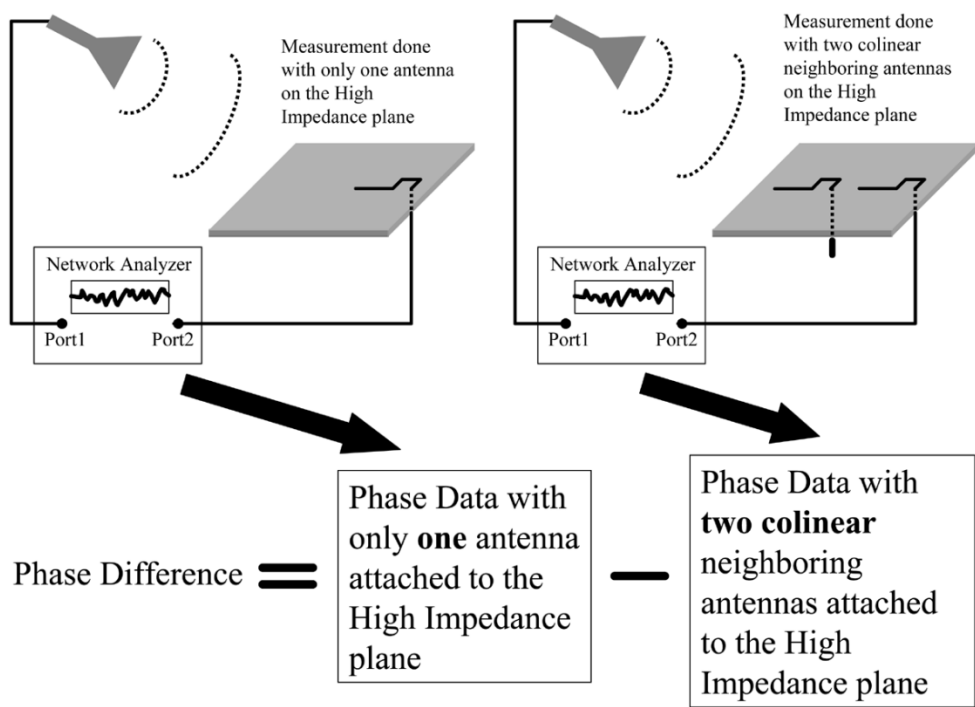 Measurement done
with only one antenna
on the High
Impedance plane
Network Analyzer
Port1
Port2
Measurement done
with two colinear
neighboring antennas
on the High
Impedance plane
Network Analyzer
Port1
Port2
Phase Difference
=
Phase Data with
only one antenna
attached to the
High Impedance
plane
−
Phase Data with
two colinear
neighboring
antennas attached
to the High
Impedance plane